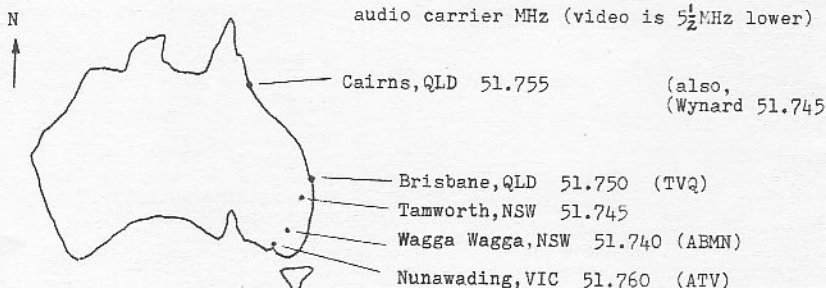 N
audio carrier MHz (video is 5½MHz lower)
Cairns, QLD 51.755
(also,
(Wynard 51.745
Brisbane, QLD 51.750 (TVQ)
Tamworth, NSW 51.745
Wagga Wagga, NSW 51.740 (ABMN)
Nunawading, VIC 51.760 (ATV)